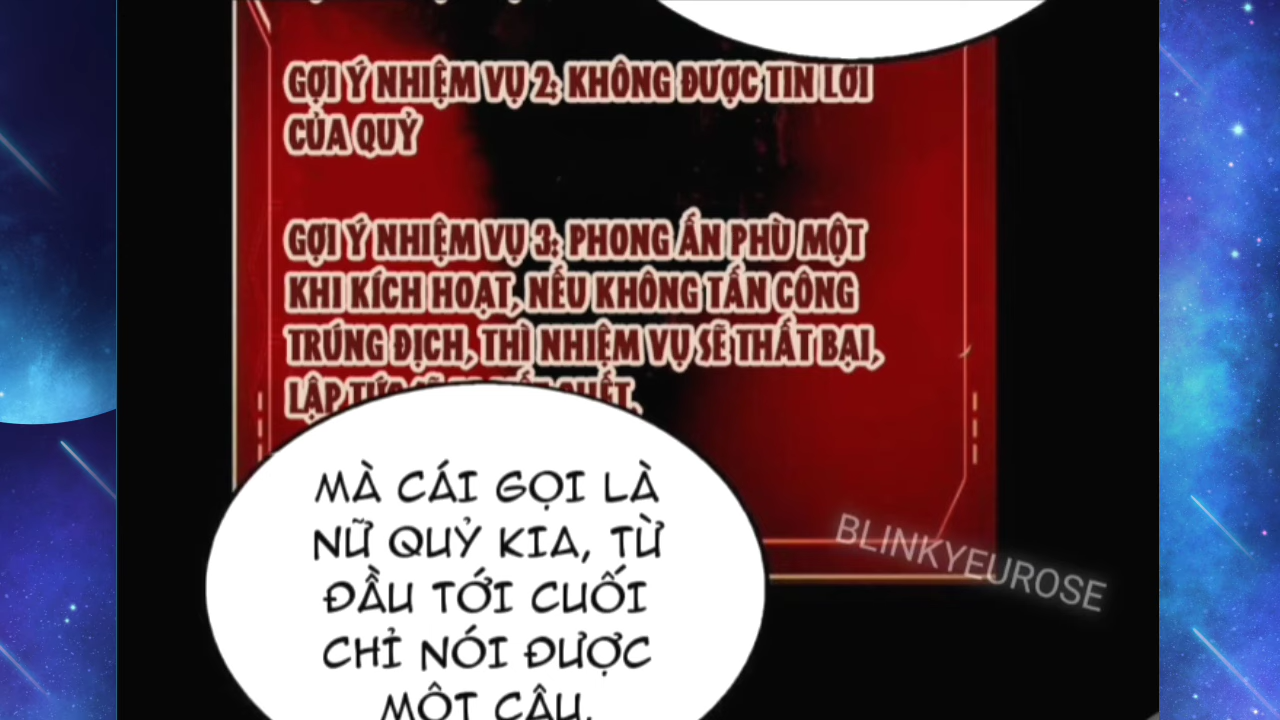 GỢI Ý NHIỆM VỤ 2: KHÔNG ĐƯỢC TIN LỜI
CỦA QUỶ
GỢI Ý NHIỆM VỤ 3: PHONG ẤN PHÙ MỘT
KHI KÍCH HOẠT, NẾU KHÔNG TẤN CÔNG
TRÚNG ĐỊCH, THÌ NHIỆM VỤ SẼ THẤT BẠI,
LẬP
MÀ CÁI GỌI LÀ
NỮ QUỶ KIA, TỪ
ĐẦU TỚI CUỐI
CHỈ NÓI ĐƯỢC
MỘT CÂU,
BLINKYEUROSE